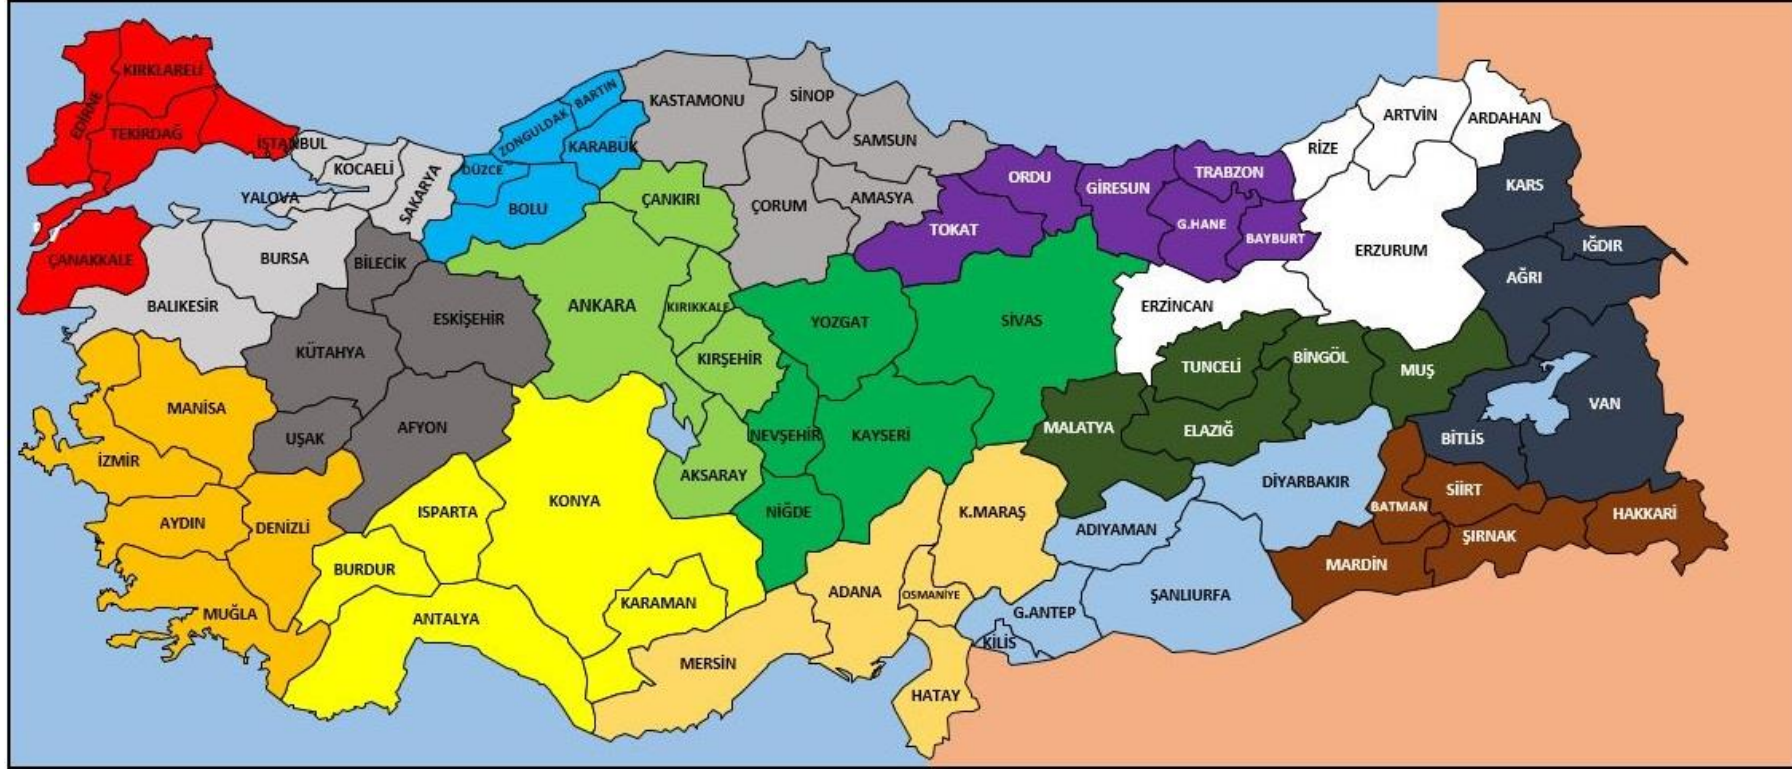 KIRKLARELİ
EDİRNE
TEKİRDAĞ
İSTANBUL
KOCAELİ
YALOVA
SAKARYA
DÜZCE
ZONGULDAK
BARTIN
KARABÜK
BOLU
KASTAMONU
SİNOP
SAMSUN
ÇANKIRI
ÇORUM
AMASYA
TOKAT
ORDU
GİRESUN
TRABZON
G.HANE
BAYBURT
RİZE
ARTVİN
ARDAHAN
KARS
IĞDIR
AĞRI
ERZURUM
ERZİNCAN
ÇANAKKALE
BALIKESİR
BURSA
BİLECİK
ESKİŞEHİR
KÜTAHYA
ANKARA
KIRIKKALE
KIRŞEHİR
YOZGAT
SİVAS
TUNCELİ
BİNGÖL
MUŞ
VAN
BİTLİS
MANİSA
İZMİR
UŞAK
AFYON
AYDIN
DENİZLİ
MUĞLA
ISPARTA
BURDUR
ANTALYA
KONYA
KARAMAN
AKSARAY
NEVŞEHİR
KAYSERİ
NİĞDE
MALATYA
ELAZIĞ
DİYARBAKIR
BATMAN
SİİRT
ŞIRNAK
HAKKARİ
MARDİN
K.MARAŞ
ADIYAMAN
ADANA
OSMANİYE
G.ANTEP
ŞANLIURFA
KİLİS
MERSİN
HATAY